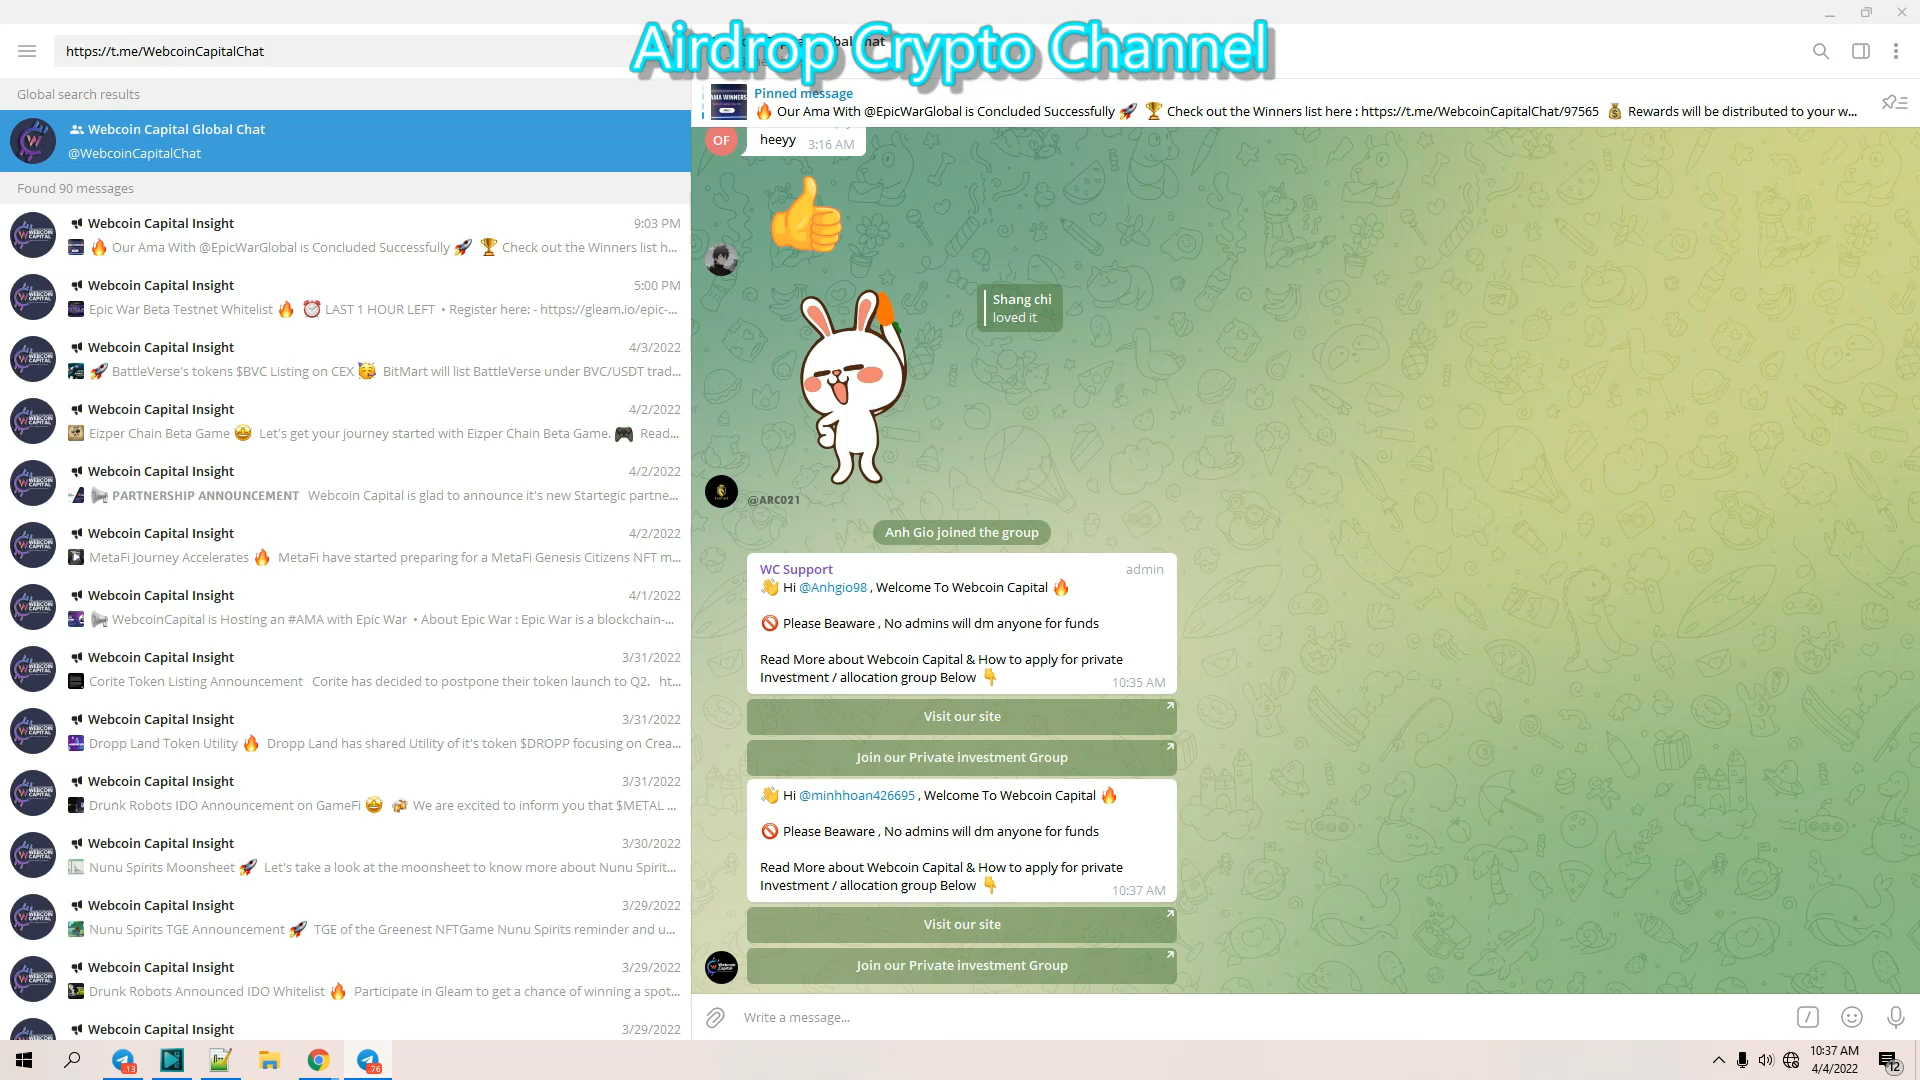 Airdrop Crypto Channel
https://t.me/WebcoinCapitalChat
Global search results
Webcoin Capital Global Chat
@WebcoinCapitalChat
Found 90 messages
Webcoin Capital Insight 9:03 PM
🔥 Our Ama With @EpicWarGlobal is Concluded Successfully 🚀 🏆 Check out the Winners list h...
Webcoin Capital Insight 5:00 PM
Epic War Beta Testnet Whitelist 🔥 ⏰ LAST 1 HOUR LEFT • Register here: - https://gleam.io/epic-...
Webcoin Capital Insight 4/3/2022
🚀 BattleVerse's tokens $BVC Listing on CEX 🥳 BitMart will list BattleVerse under BVC/USDT trad...
Webcoin Capital Insight 4/2/2022
Eizper Chain Beta Game 🤩 Let's get your journey started with Eizper Chain Beta Game. 🎮 Read...
Webcoin Capital Insight 4/2/2022
📢 PARTNERSHIP ANNOUNCEMENT Webcoin Capital is glad to announce it's new Startegic partne...
Webcoin Capital Insight 4/2/2022
MetaFi Journey Accelerates 🔥 MetaFi have started preparing for a MetaFi Genesis Citizens NFT m...
Webcoin Capital Insight 4/1/2022
📢 WebcoinCapital is Hosting an #AMA with Epic War • About Epic War : Epic War is a blockchain-...
Webcoin Capital Insight 3/31/2022
Corite Token Listing Announcement Corite has decided to postpone their token launch to Q2. ht...
Webcoin Capital Insight 3/31/2022
Dropp Land Token Utility 🔥 Dropp Land has shared Utility of it's token $DROPP focusing on Crea...
Webcoin Capital Insight 3/31/2022
Drunk Robots IDO Announcement on GameFi 🤩 🍻 We are excited to inform you that $METAL ...
Webcoin Capital Insight 3/30/2022
Nunu Spirits Moonsheet 🚀 Let's take a look at the moonsheet to know more about Nunu Spirit...
Webcoin Capital Insight 3/29/2022
Nunu Spirits TGE Announcement 🚀 TGE of the Greenest NFTGame Nunu Spirits reminder and u...
Webcoin Capital Insight 3/29/2022
Drunk Robots Announced IDO Whitelist 🔥 Participate in Gleam to get a chance of winning a spot...
Webcoin Capital Insight 3/29/2022
Pinned message
🔥 Our Ama With @EpicWarGlobal is Concluded Successfully 🚀 🏆 Check out the Winners list here : https://t.me/WebcoinCapitalChat/97565 💰 Rewards will be distributed to your w...
OF
heeyy 3:16 AM
Shang chi
loved it
@ARC021
Anh Gio joined the group
WC Support admin
👋 Hi @Anhgio98 , Welcome To Webcoin Capital 🔥
🚫 Please Beaware , No admins will dm anyone for funds
Read More about Webcoin Capital & How to apply for private
Investment / allocation group Below 👇 10:35 AM
Visit our site
Join our Private investment Group
👋 Hi @minhhoan426695 , Welcome To Webcoin Capital 🔥
🚫 Please Beaware , No admins will dm anyone for funds
Read More about Webcoin Capital & How to apply for private
Investment / allocation group Below 👇 10:37 AM
Visit our site
Join our Private investment Group
Write a message...
13
76
10:37 AM
4/4/2022
12